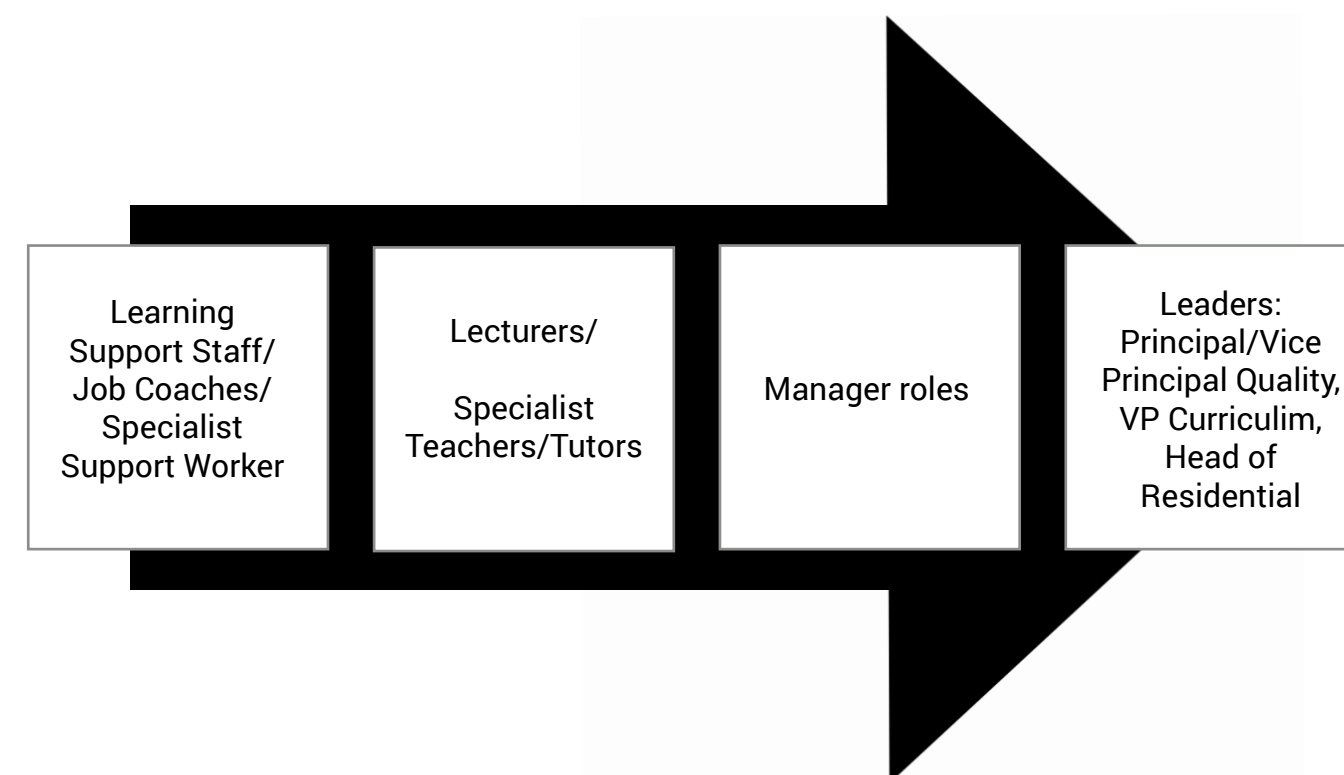 Learning
Support Staff/
Job Coaches/
Specialist
Support Worker
Lecturers/
Specialist
Teachers/Tutors
Manager roles
Leaders:
Principal/Vice
Principal Quality,
VP Curriculim,
Head of
Residential